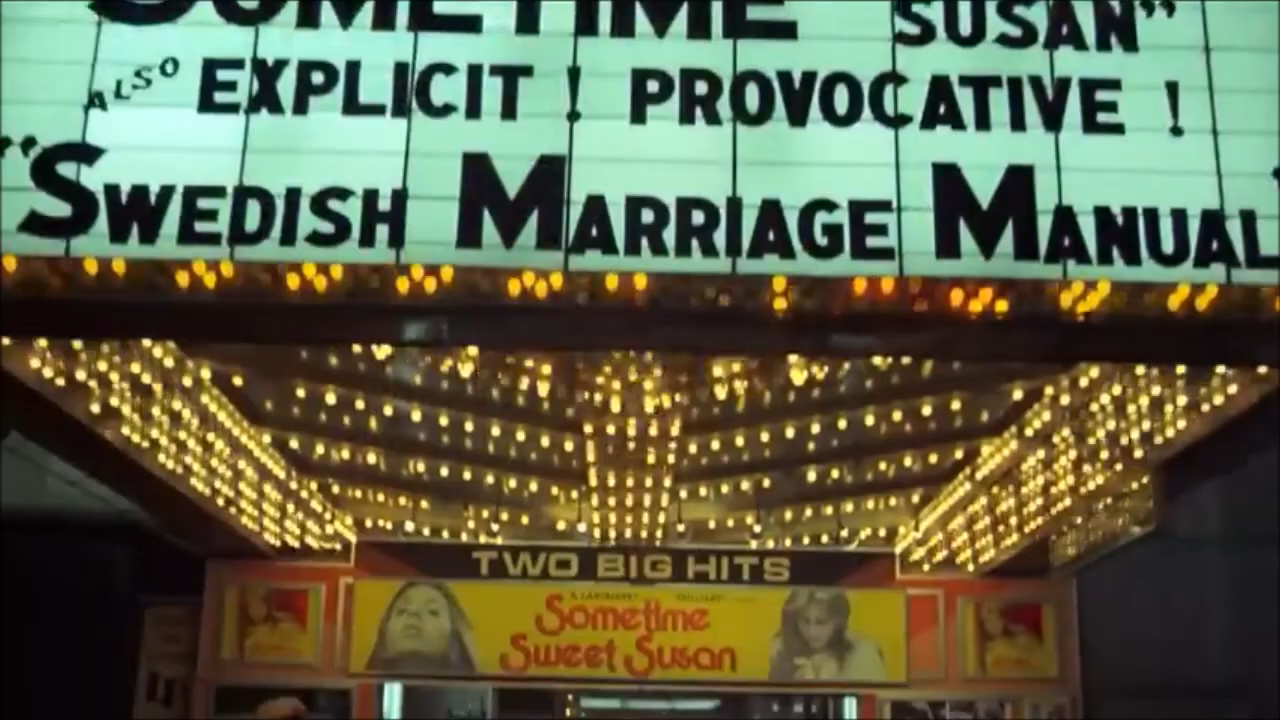 SOMETIME SUSAN"
ALSO EXPLICIT ! PROVOCATIVE !
"SWEDISH MARRIAGE MANUAL"
TWO BIG HITS
Sometime
Sweet Susan